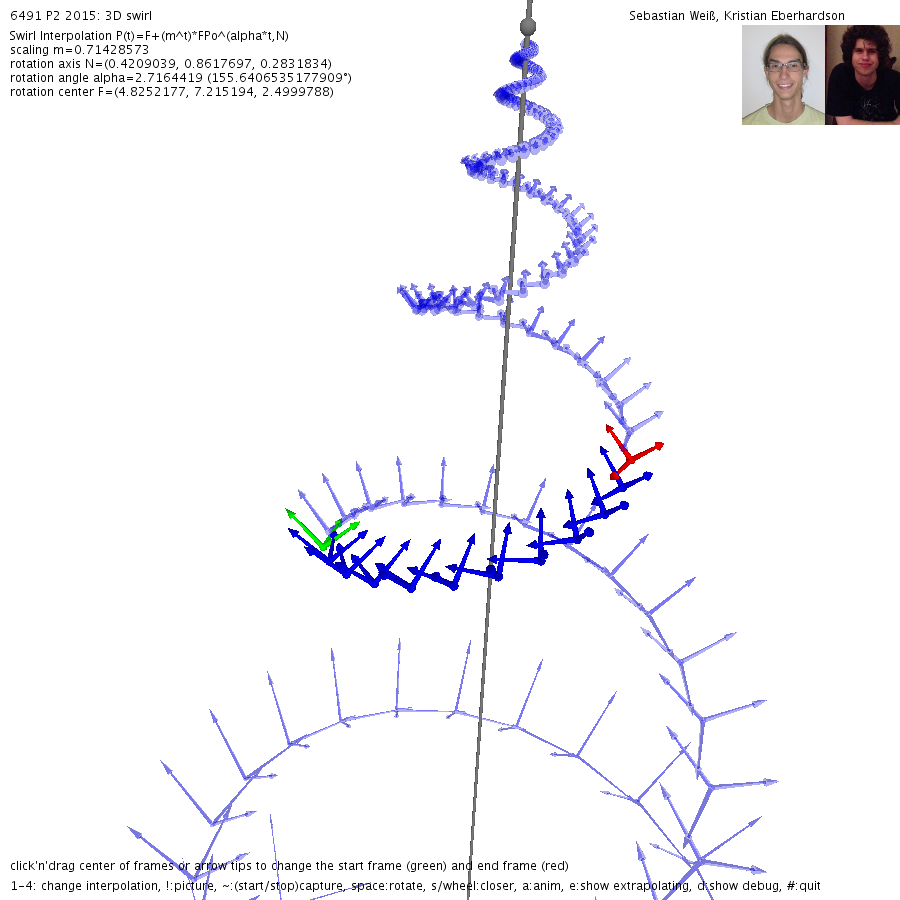 6491 P2 2015: 3D swirl
Sebastian Weiß, Kristian Eberhardson
Swirl Interpolation P(t)=F+(m^t)*FPo^(alpha*t,N)
scaling m=0.71428573
rotation axis N=(0.4209039, 0.8617697, 0.2831834)
rotation angle alpha=2.7164419 (155.6406535177909°)
rotation center F=(4.8252177, 7.215194, 2.4999788)
click'n'drag center of frames or arrow tips to change the start frame (green) and end frame (red)
1-4: change interpolation, !:picture, ~:(start/stop)capture, space:rotate, s/wheel:closer, a:anim, e:show extrapolating, d:show debug, #:quit